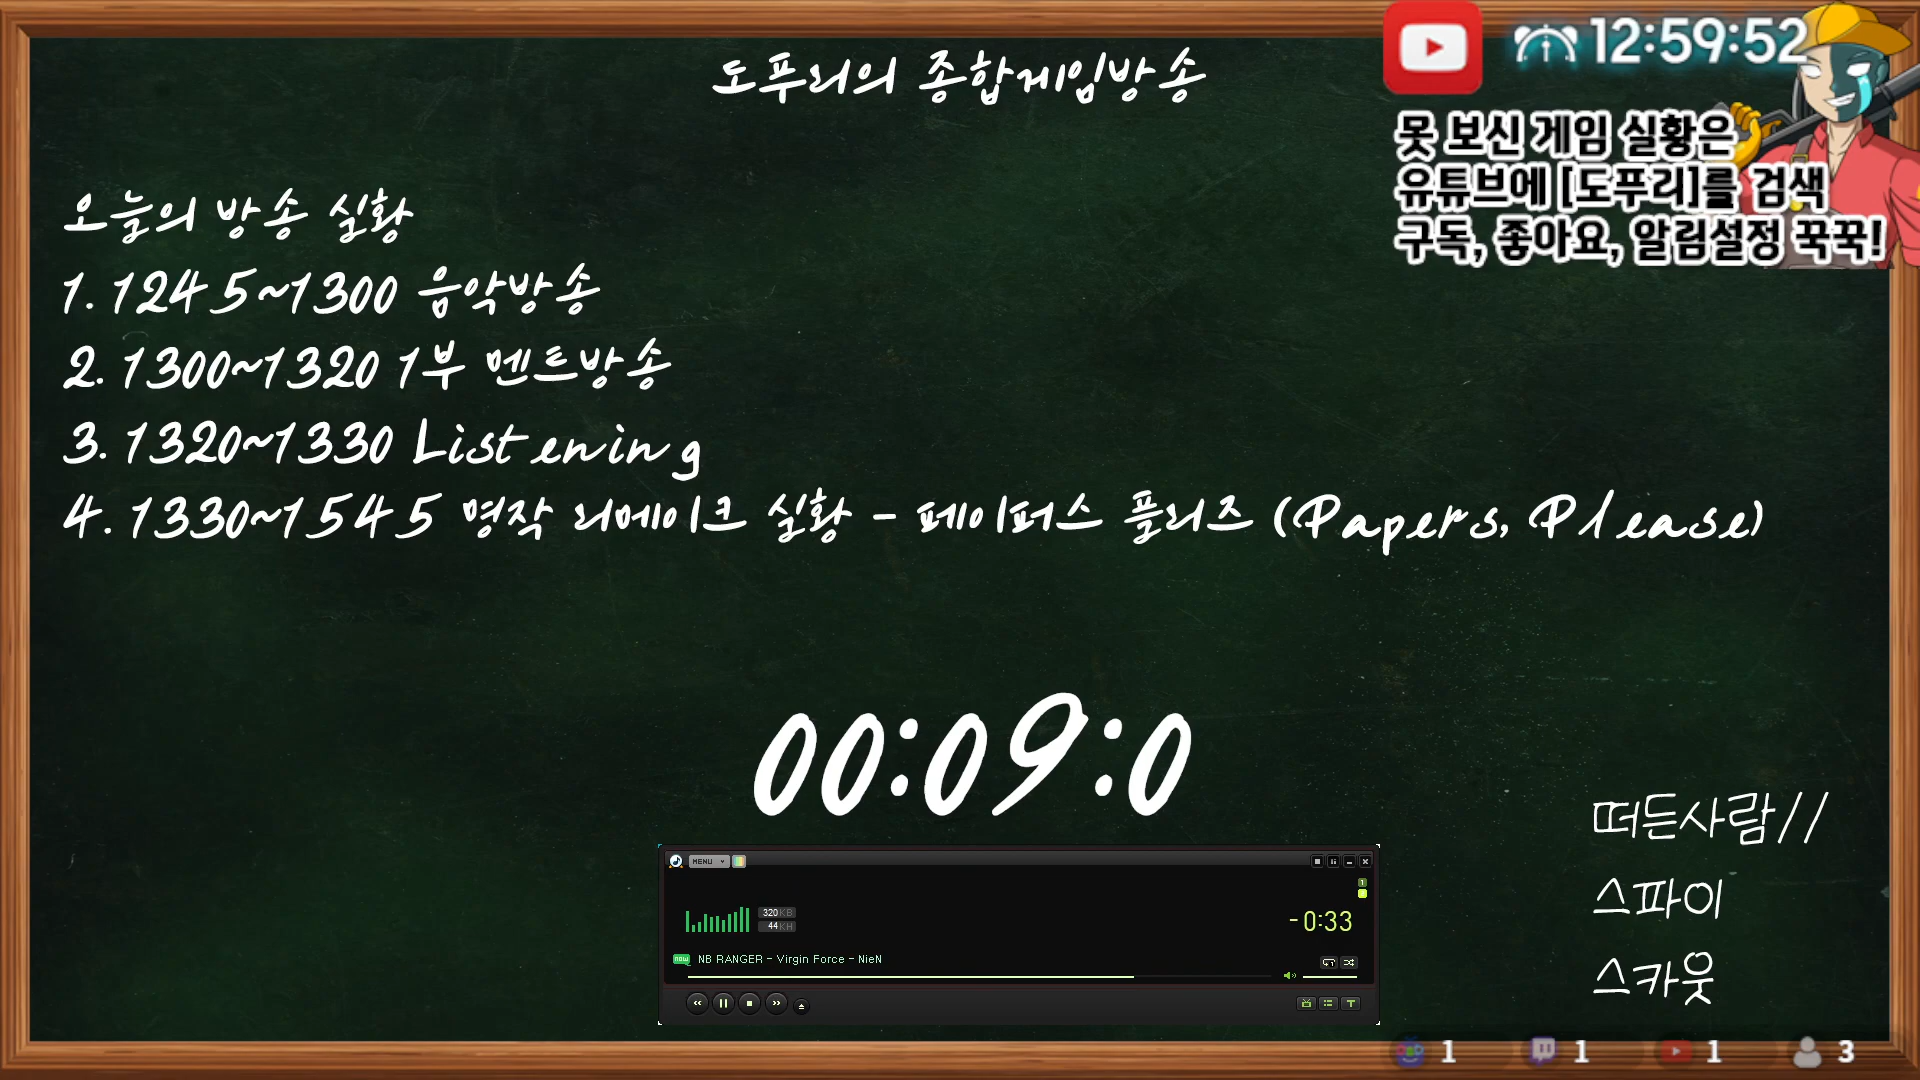 도푸리의 종합게임방송
12:59:52
못 보신 게임 실황은
유튜브에 [도푸리]를 검색
구독, 좋아요, 알림설정 꾹꾹!
오늘의 방송 실황
1. 1245~1300 음악방송
2. 1300~1320 1부 멘트방송
3. 1320~1330 Listening
4. 1330~1545 명작 리메이크 실황 - 페이퍼스 플리즈 (Papers, Please)
00:09:0
떠든사람//
스파이
스카웃
MENU
1
320 KB
44 KH
-0:33
now NB RANGER - Virgin Force - NieN
1 1 1 3